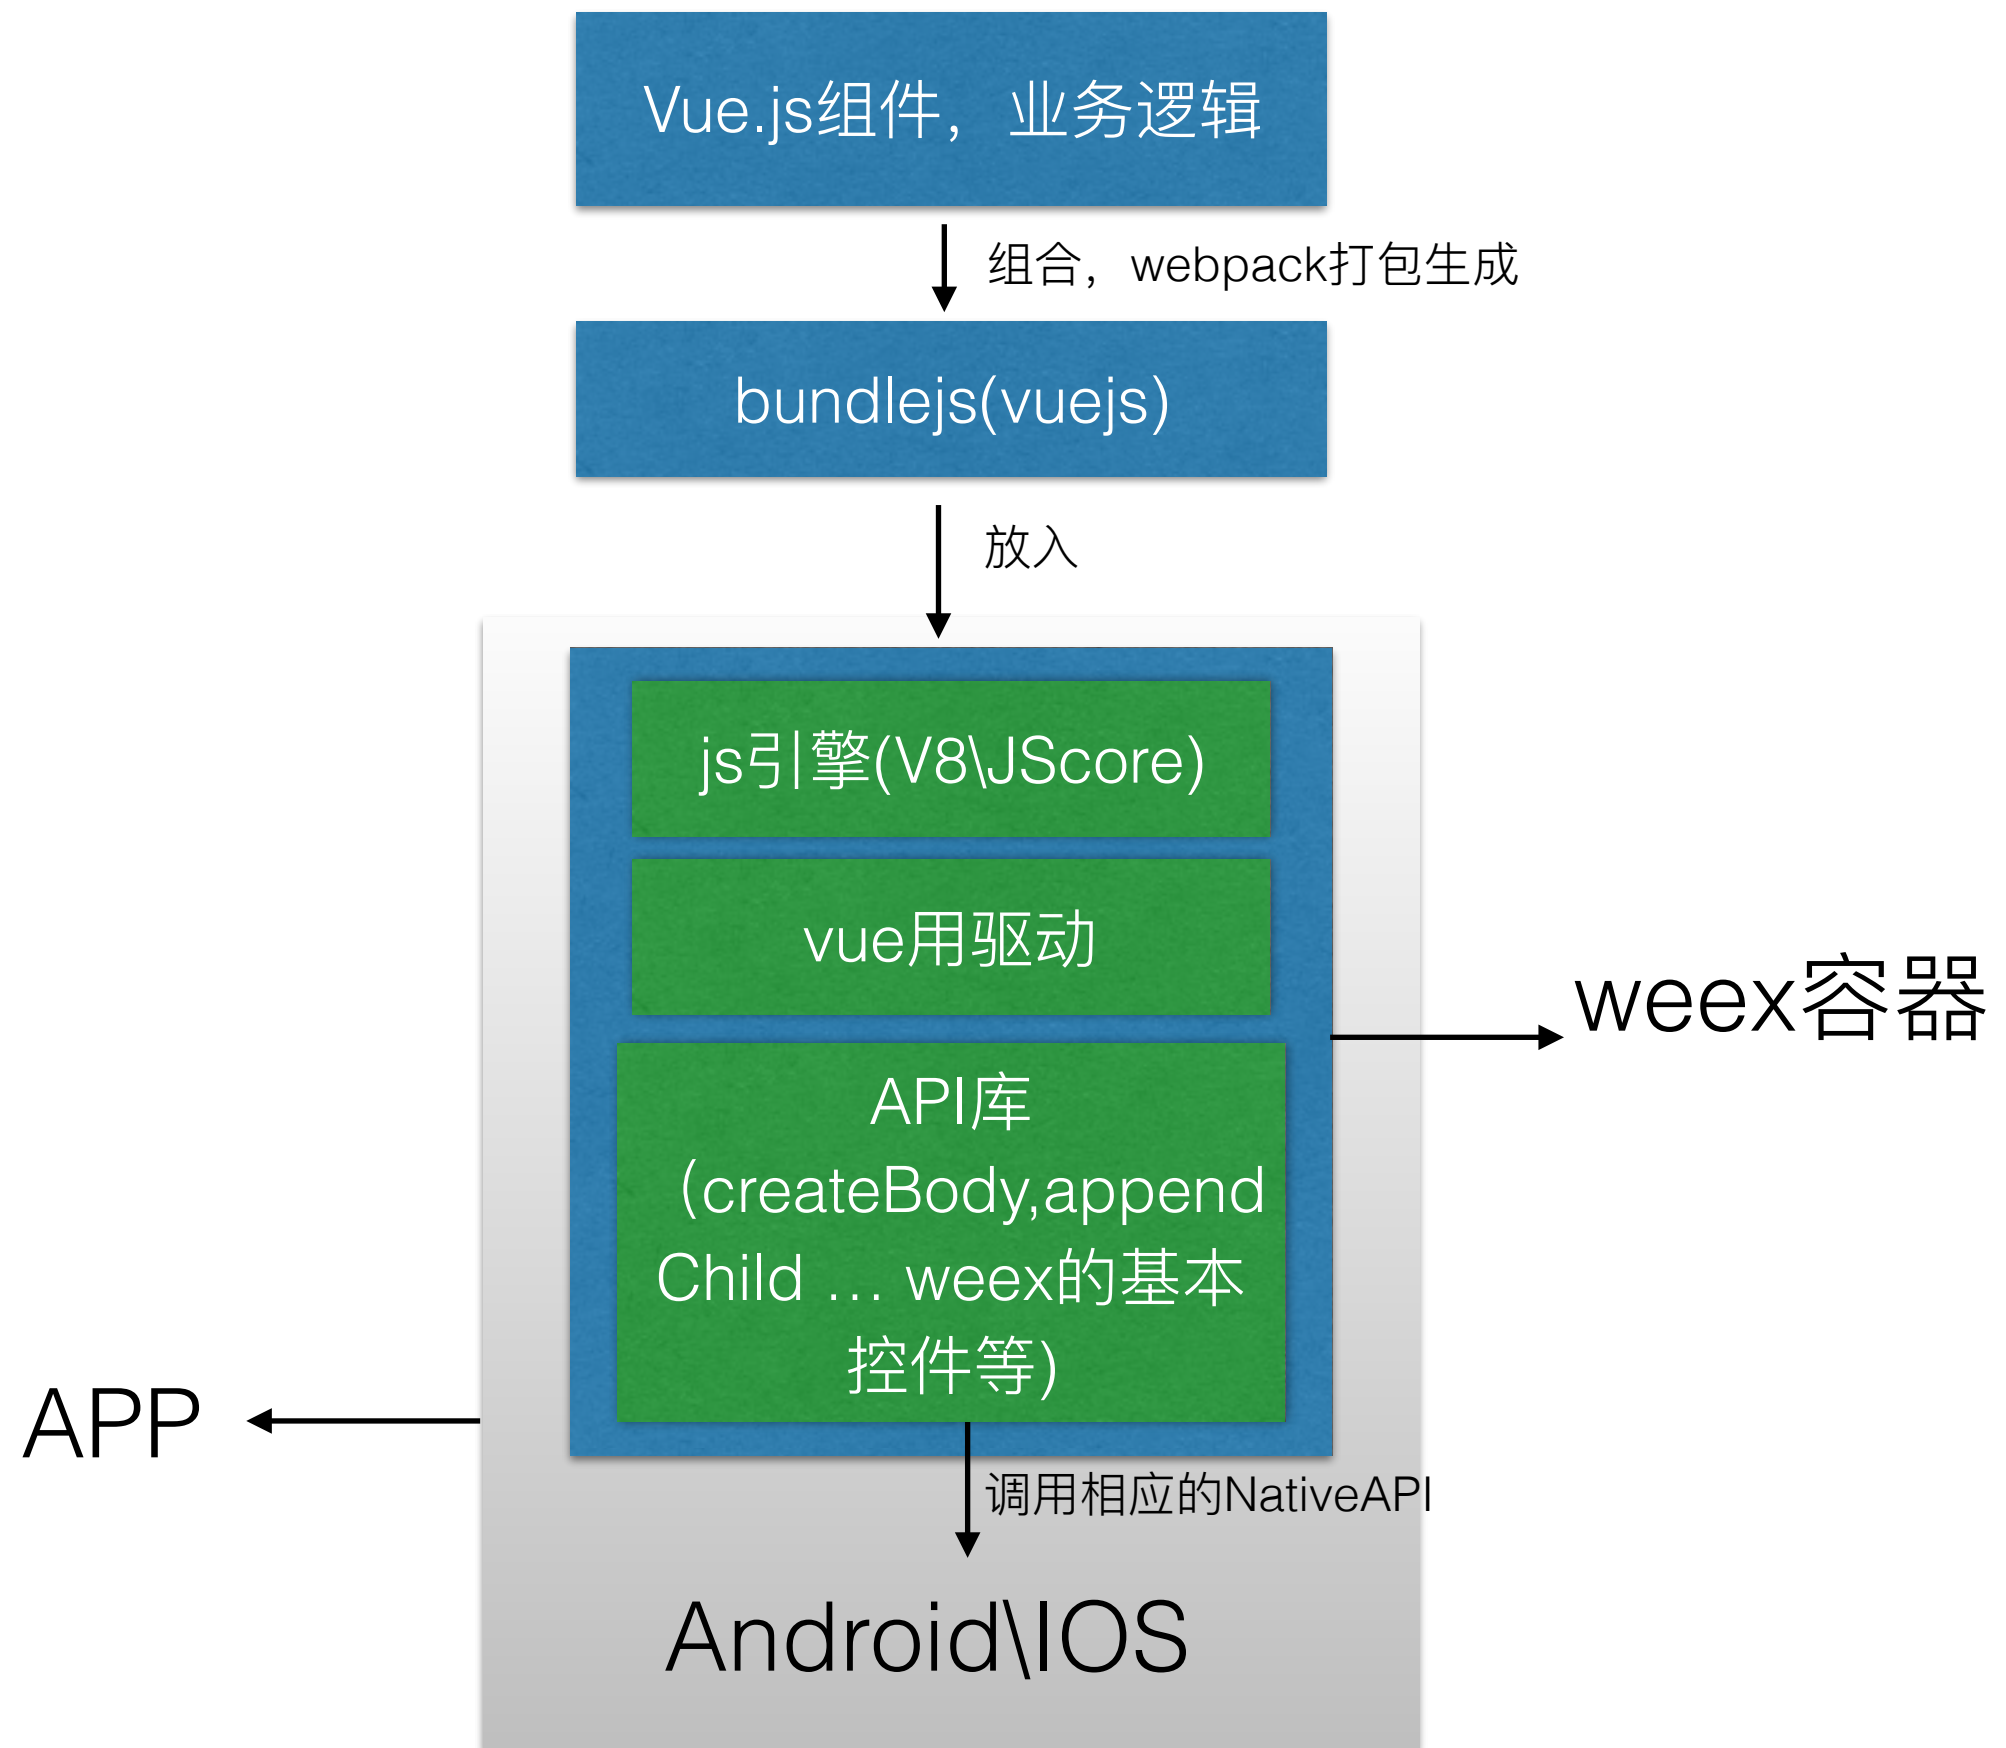 Vue.js组件，业务逻辑
组合，webpack打包生成
bundlejs(vuejs)
放入
js引擎(V8\JScore)
vue用驱动
weex容器
API库
（createBody,append
Child … weex的基本
控件等)
APP
调用相应的NativeAPI
Android\IOS